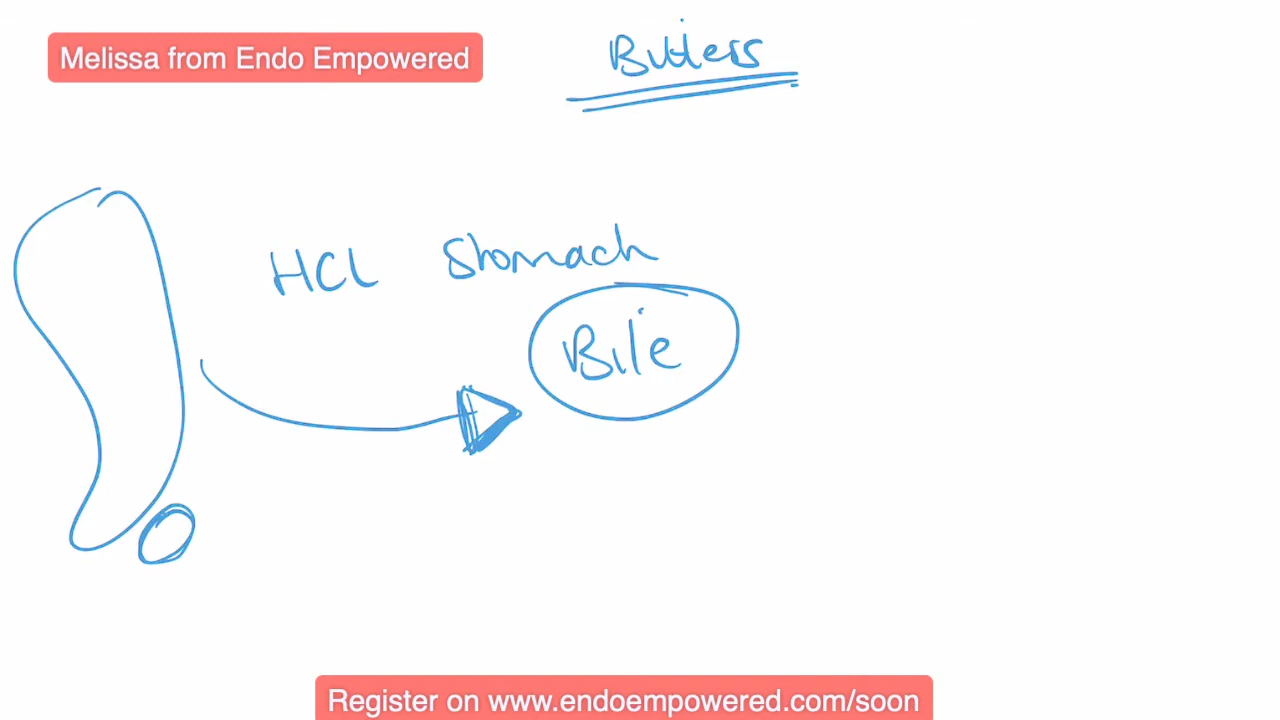 Melissa from Endo Empowered
Bitters
HCL Stomach
Bile
Register on www.endoempowered.com/soon